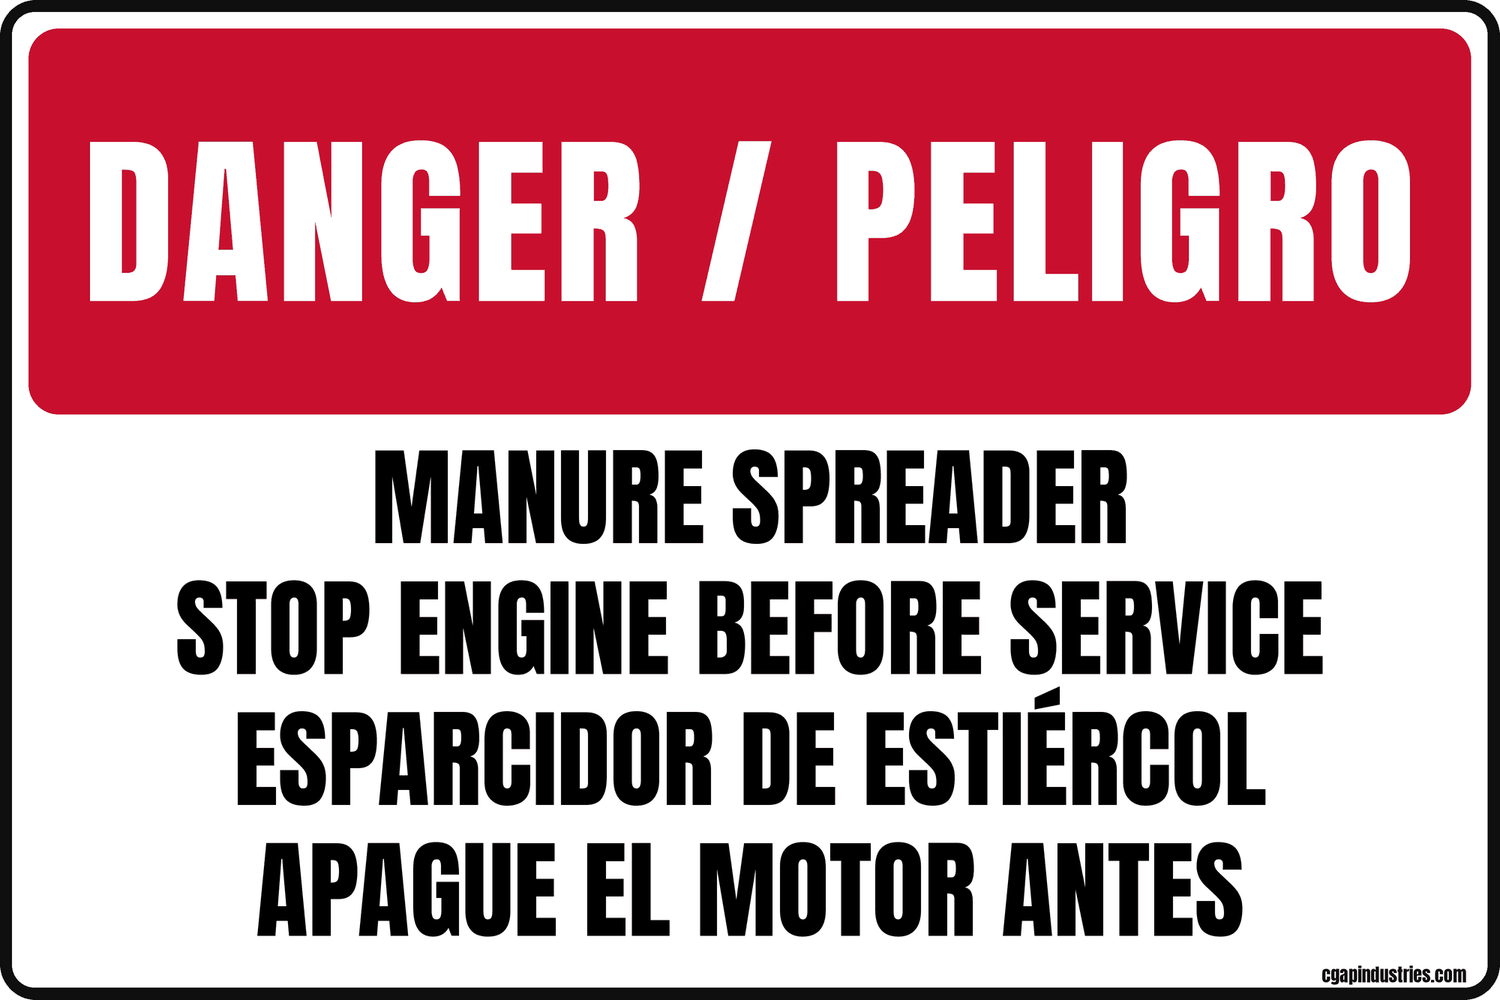 DANGER / PELIGRO
MANURE SPREADER
STOP ENGINE BEFORE SERVICE
ESPARCIDOR DE ESTIÉRCOL
APAGUE EL MOTOR ANTES
cgapindustries.com